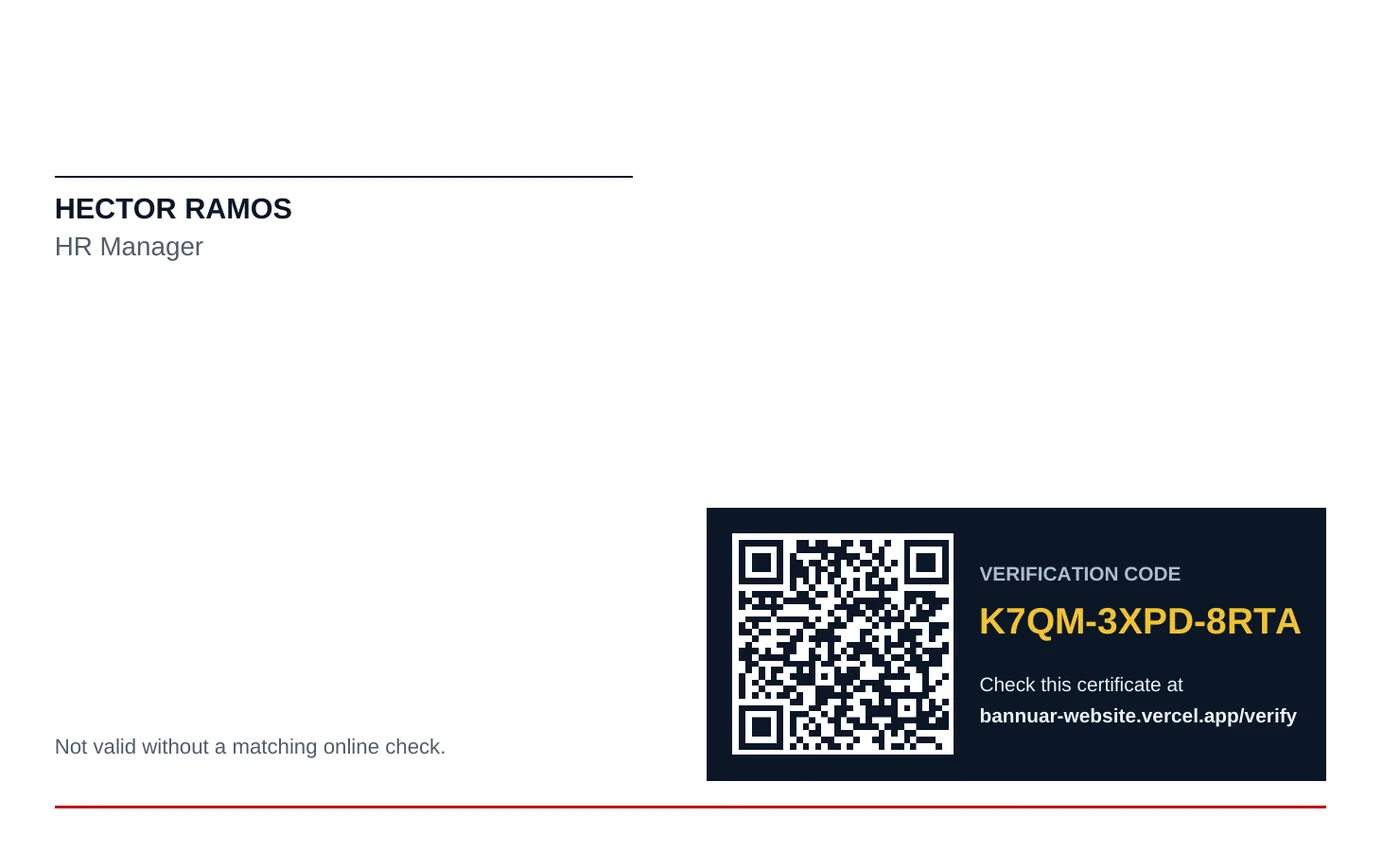 HECTOR RAMOS
HR Manager
VERIFICATION CODE
K7QM-3XPD-8RTA
Check this certificate at
bannuar-website.vercel.app/verify
Not valid without a matching online check.